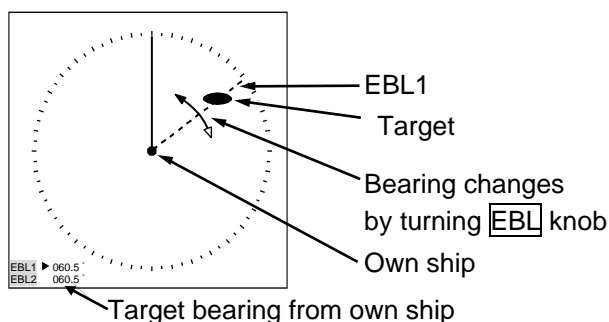 EBL1
Target
Bearing changes
by turning EBL knob
Own ship
EBL1 ▶ 060.5 °
EBL2 060.5 °
Target bearing from own ship